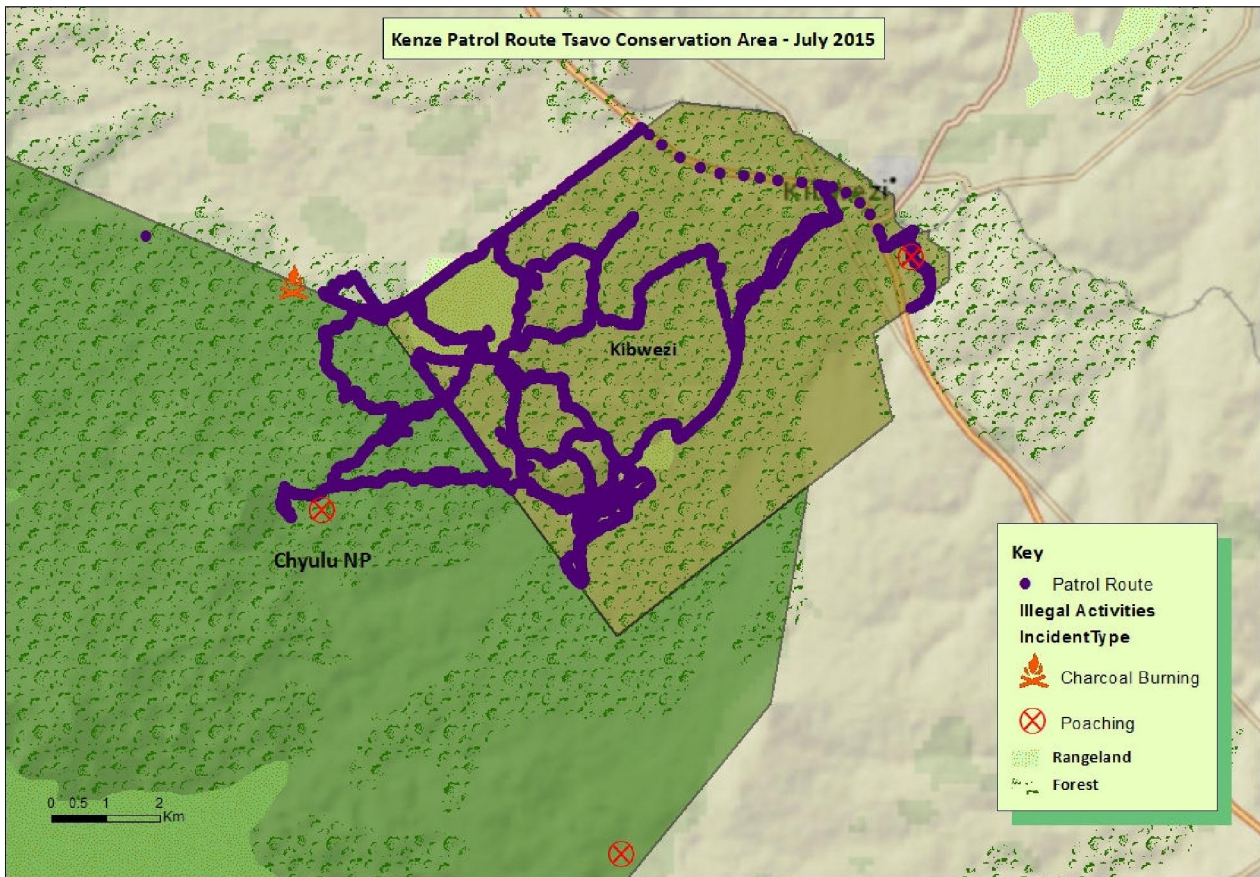 Kenze Patrol Route Tsavo Conservation Area - July 2015
Kibwezi
Kibwezi
Chyulu NP
Key
Patrol Route
Illegal Activities
IncidentType
Charcoal Burning
Poaching
Rangeland
Forest
0 0.5 1 2
Km